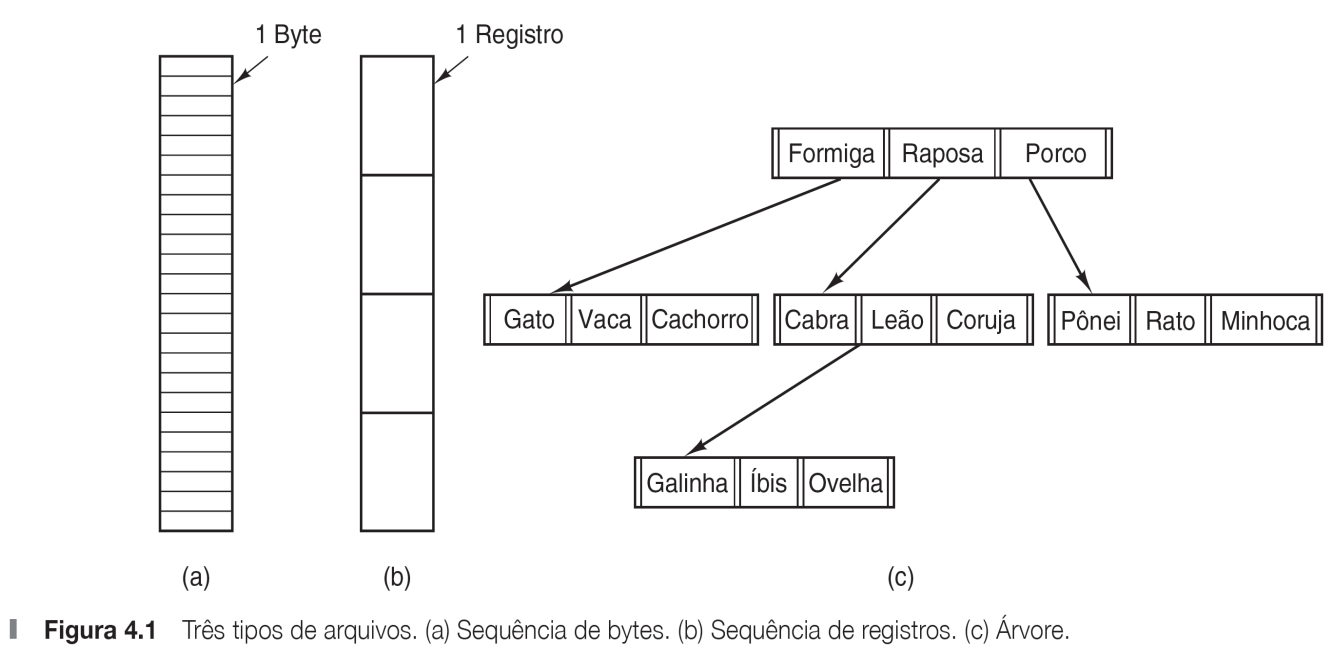 1 Byte
1 Registro
Formiga Raposa Porco
Gato Vaca Cachorro
Cabra Leão Coruja
Pônei Rato Minhoca
Galinha Íbis Ovelha
(a)
(b)
(c)
Figura 4.1 Três tipos de arquivos. (a) Sequência de bytes. (b) Sequência de registros. (c) Árvore.